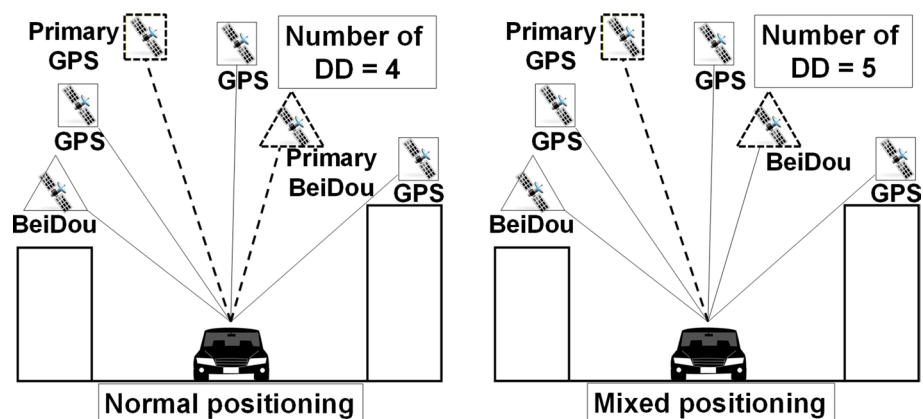 Primary
GPS
GPS
Number of
DD = 4
GPS
Primary
BeiDou
GPS
BeiDou
Normal positioning
Primary
GPS
GPS
Number of
DD = 5
GPS
BeiDou
GPS
BeiDou
Mixed positioning